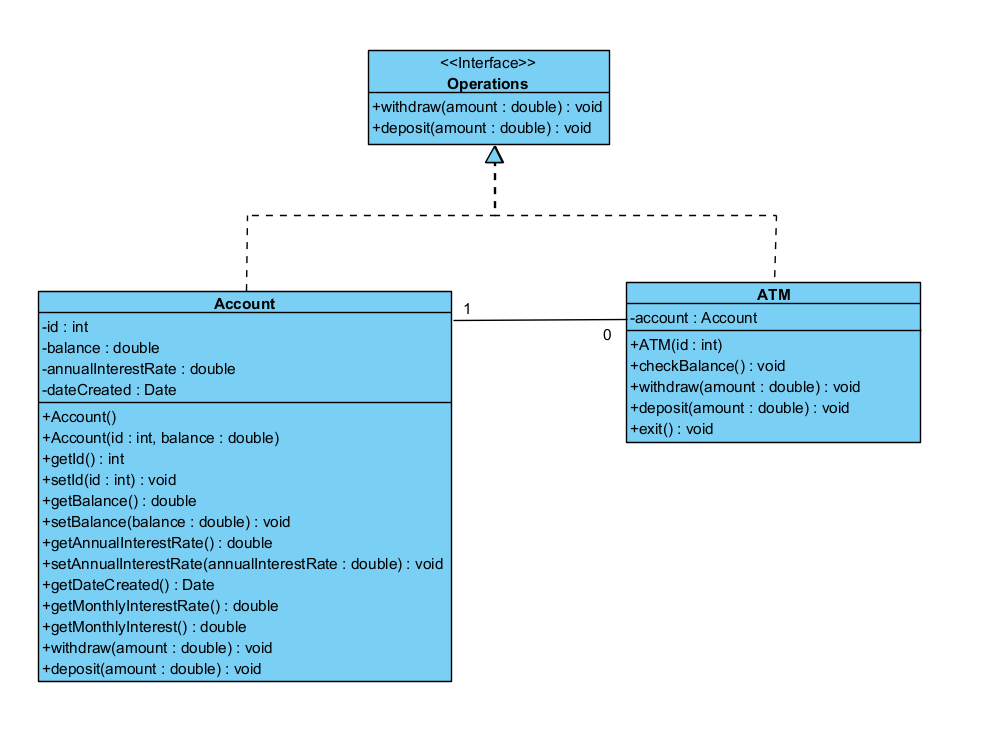 <<Interface>>
Operations
+withdraw(amount : double) : void
+deposit(amount : double) : void
Account
-id : int
-balance : double
-annualInterestRate : double
-dateCreated : Date
+Account()
+Account(id : int, balance : double)
+getId() : int
+setId(id : int) : void
+getBalance() : double
+setBalance(balance : double) : void
+getAnnualInterestRate() : double
+setAnnualInterestRate(annualInterestRate : double) : void
+getDateCreated() : Date
+getMonthlyInterestRate() : double
+getMonthlyInterest() : double
+withdraw(amount : double) : void
+deposit(amount : double) : void
1
0
ATM
-account : Account
+ATM(id : int)
+checkBalance() : void
+withdraw(amount : double) : void
+deposit(amount : double) : void
+exit() : void